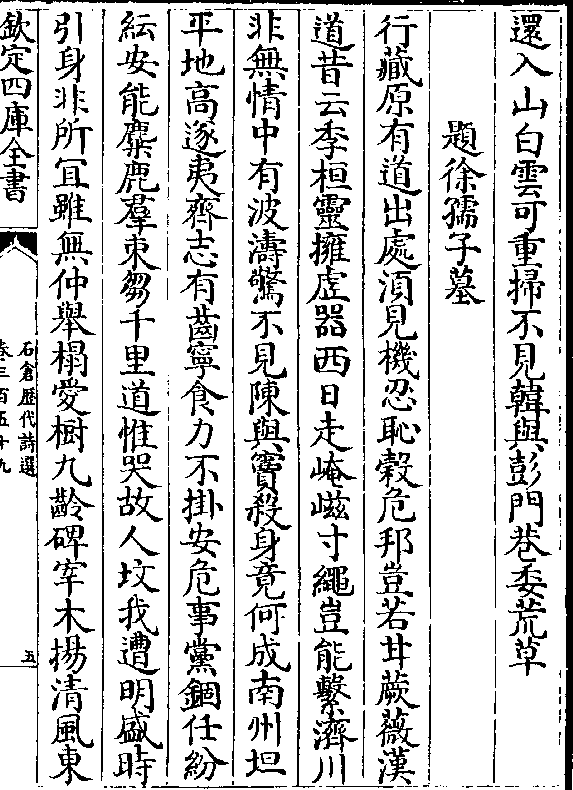 還入山白雲可重掃不見韓與彭門巷委荒草
題徐孺子墓
行藏原有道出處湏見機忍恥榖危邦豈若甘蕨薇漢
道昔云季桓靈擁虛器西日走崦嵫寸繩豈能繫濟川
非無情中有波濤驚不見陳與竇殺身竟何成南州坦
平地高遂夷齊志有菑寧食力不掛安危事黨錮任紛
紜安能麋鹿羣束芻千里道惟哭故人墳我遭明盛時
引身非所宜雖無仲舉榻愛樹九齡碑宰木揚清風東
欽定四庫全書
石倉歴代詩選
卷三百五十九
五